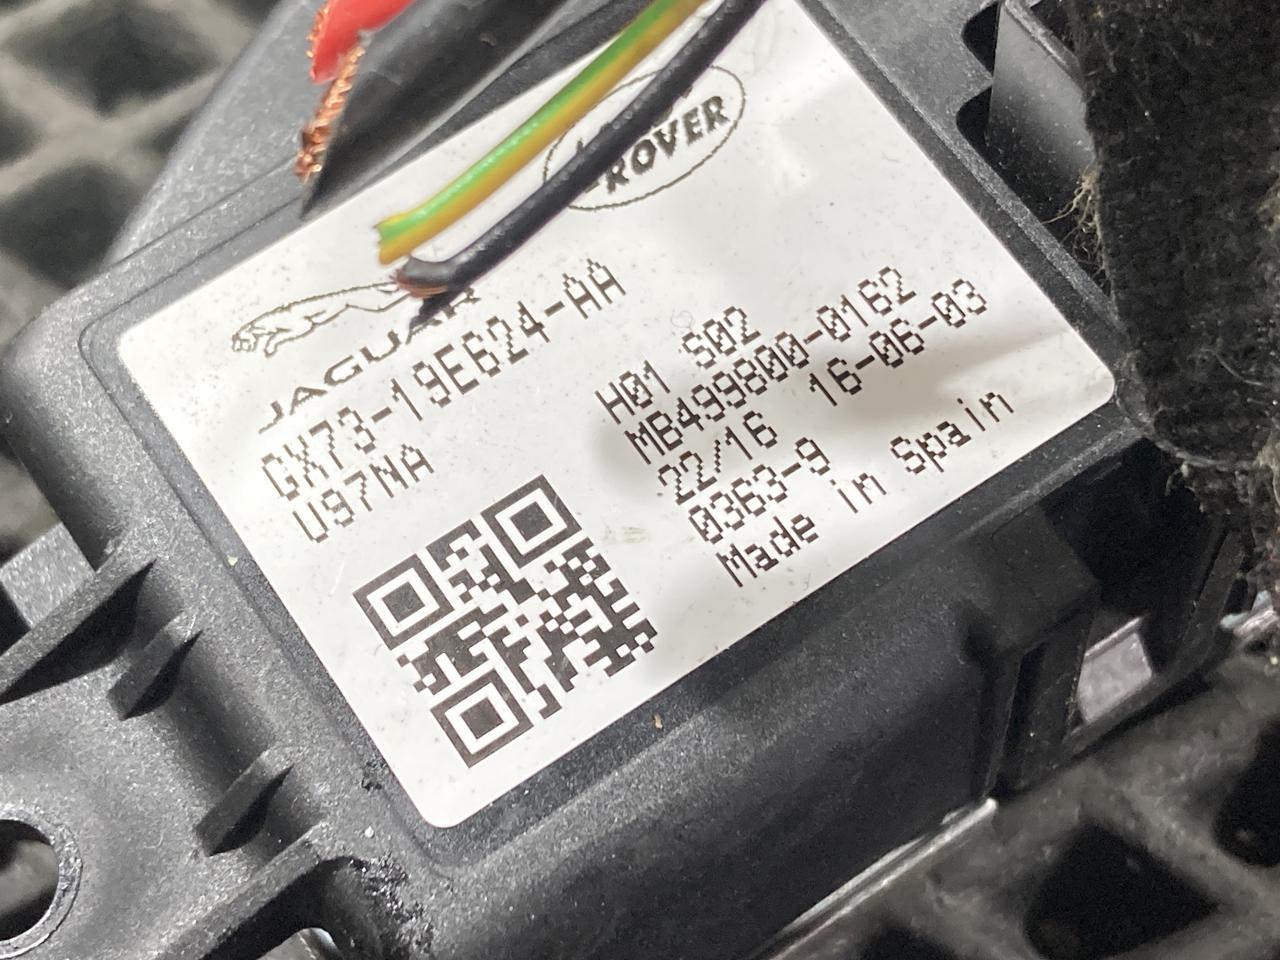 ROVER
JAGUAR
GX73-19E624-AA
U97NA
H01 S02
MB499800-0162
22/16 16-06-03
0363-9
Made in Spain